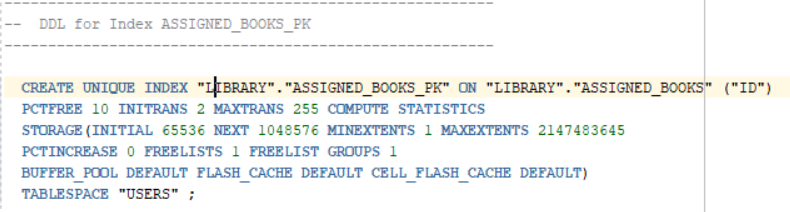 --------------------------------------------------------
--  DDL for Index ASSIGNED_BOOKS_PK
--------------------------------------------------------
CREATE UNIQUE INDEX "LIBRARY"."ASSIGNED_BOOKS_PK" ON "LIBRARY"."ASSIGNED_BOOKS" ("ID")
PCTFREE 10 INITRANS 2 MAXTRANS 255 COMPUTE STATISTICS
STORAGE(INITIAL 65536 NEXT 1048576 MINEXTENTS 1 MAXEXTENTS 2147483645
PCTINCREASE 0 FREELISTS 1 FREELIST GROUPS 1
BUFFER_POOL DEFAULT FLASH_CACHE DEFAULT CELL_FLASH_CACHE DEFAULT)
TABLESPACE "USERS" ;